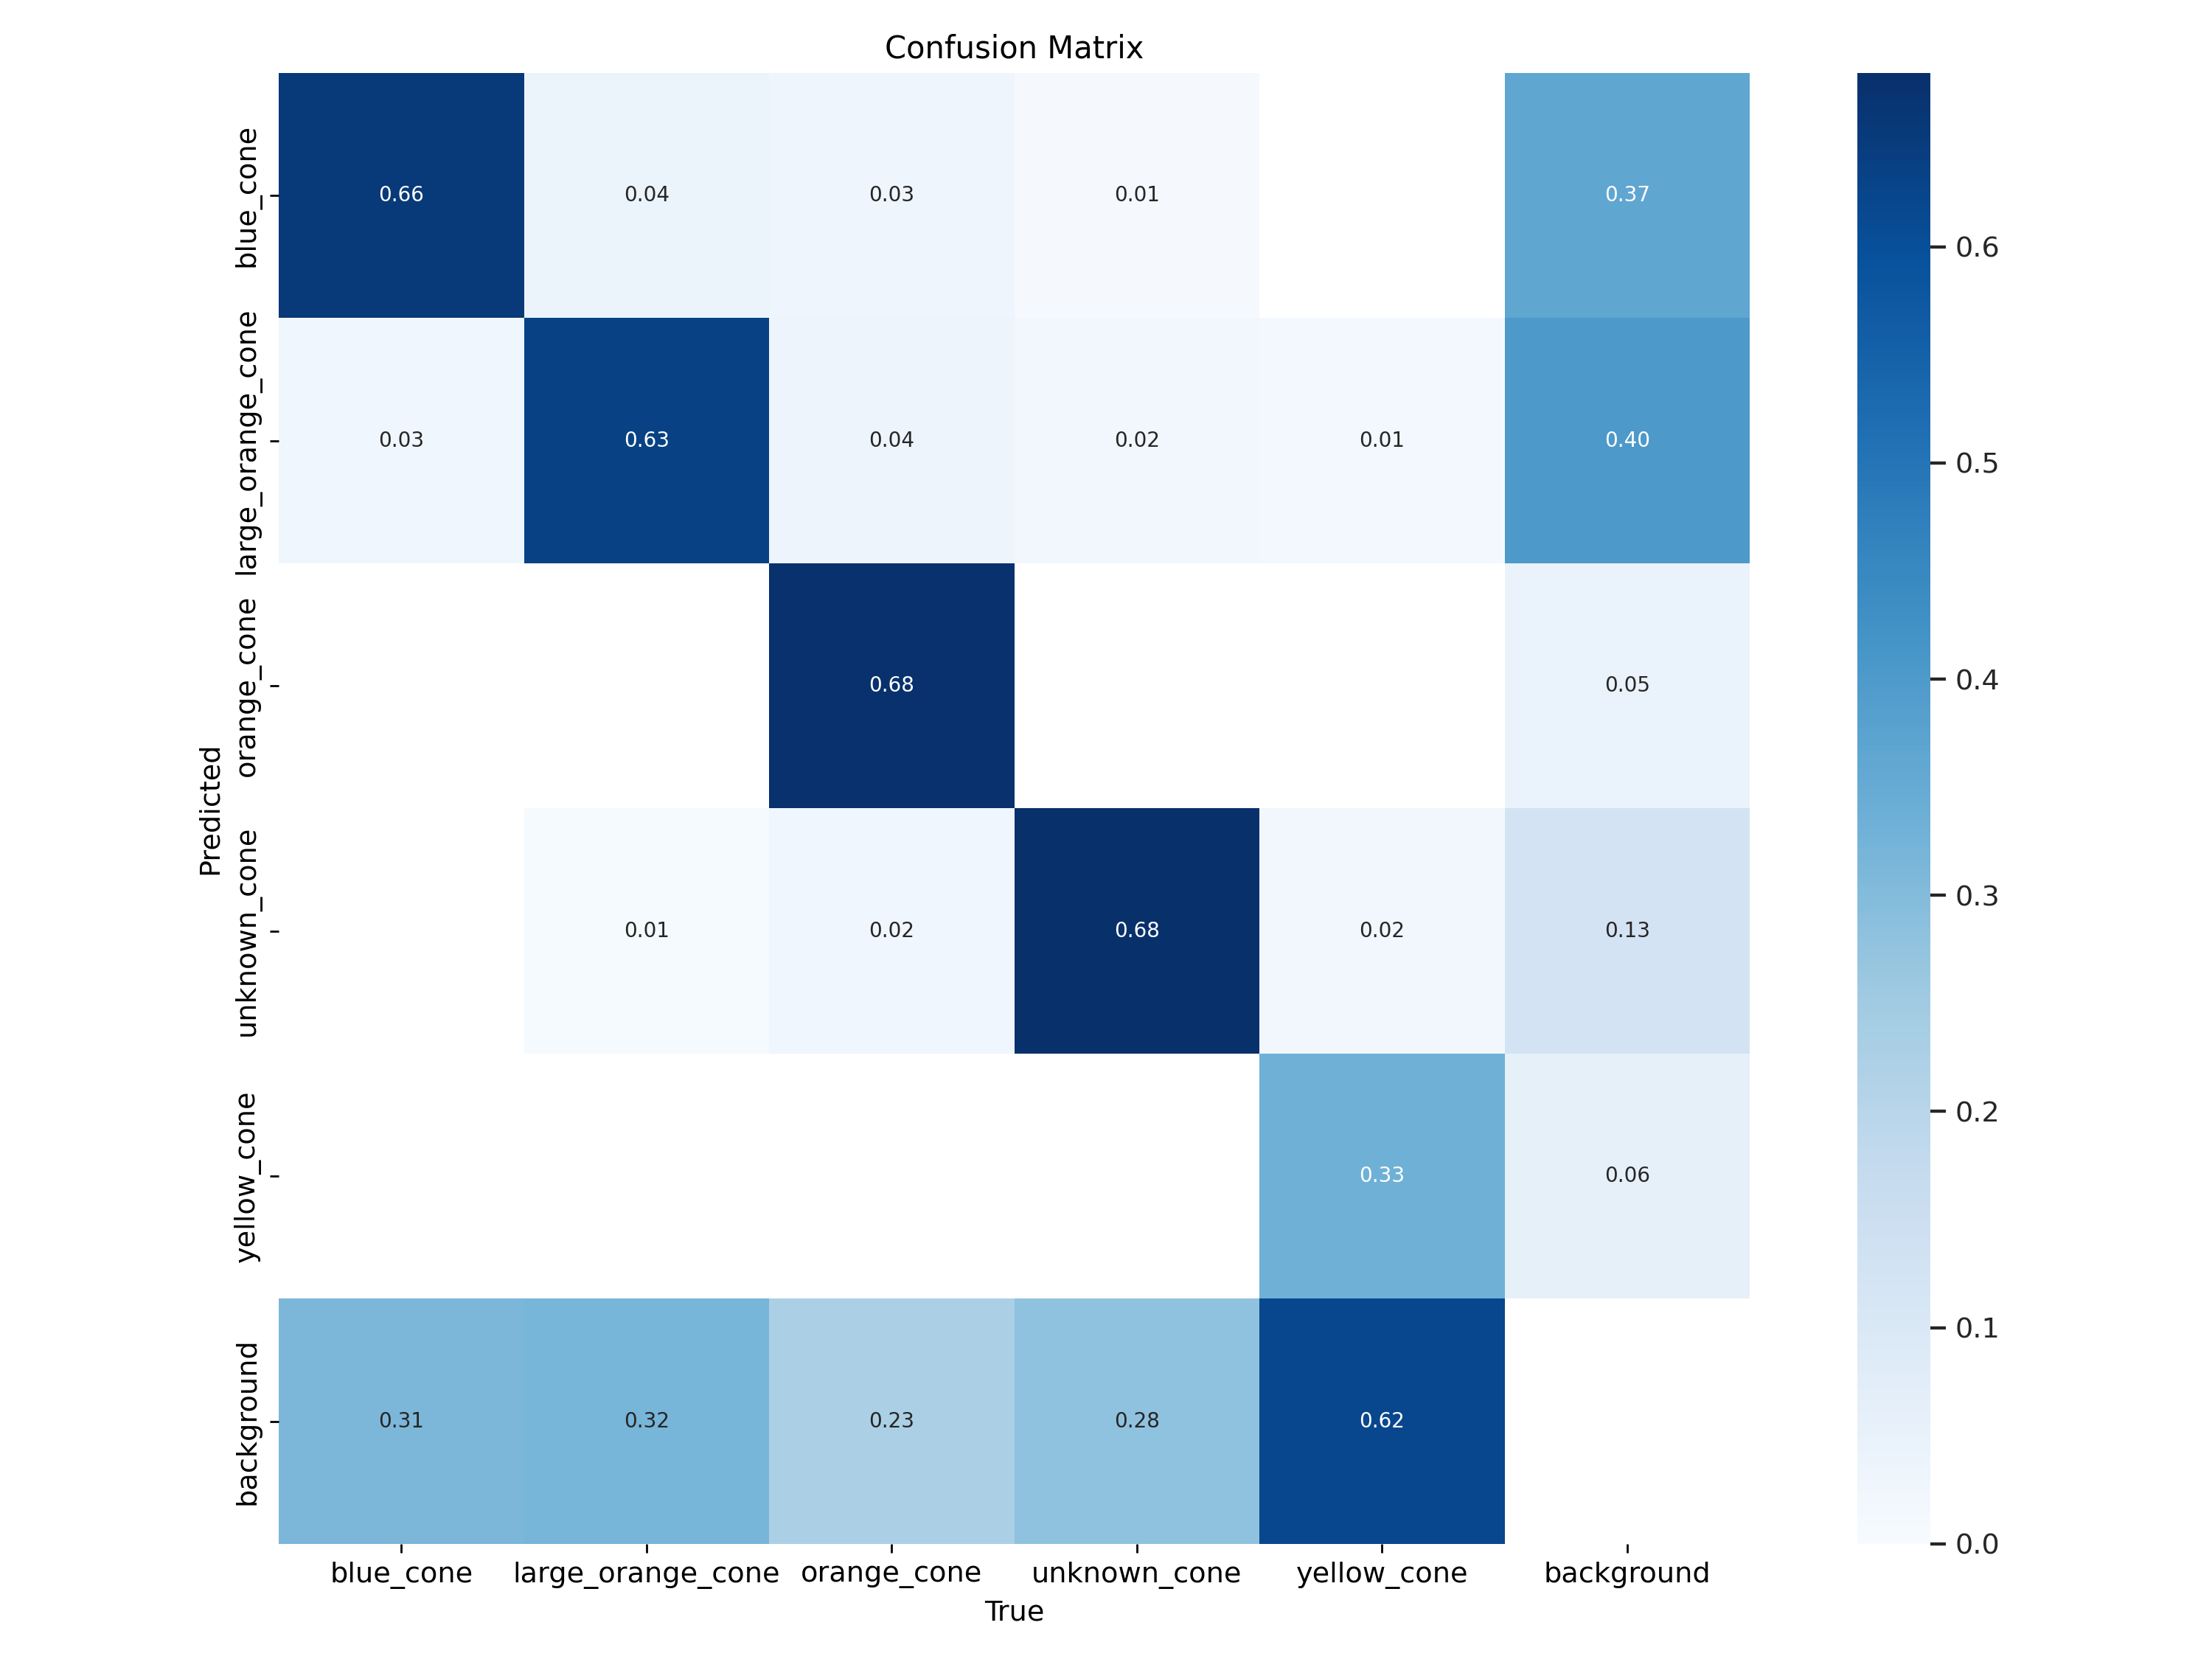 Confusion Matrix
blue_cone
0.66
0.04
0.03
0.01
0.37
large_orange_cone
0.03
0.63
0.04
0.02
0.01
0.40
orange_cone
0.68
0.05
unknown_cone
0.01
0.02
0.68
0.02
0.13
yellow_cone
0.33
0.06
background
0.31
0.32
0.23
0.28
0.62
Predicted
blue_cone
large_orange_cone
orange_cone
unknown_cone
yellow_cone
background
True
0.6
0.5
0.4
0.3
0.2
0.1
0.0